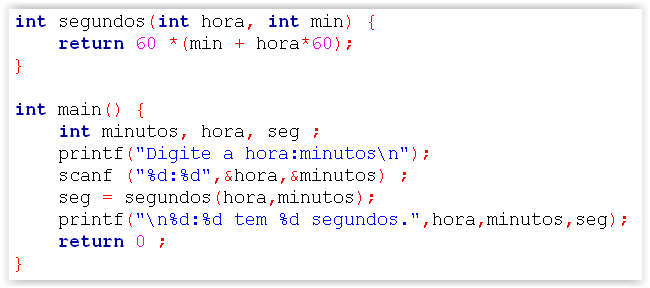 int segundos(int hora, int min) {
    return 60 *(min + hora*60);
}

int main() {
    int minutos, hora, seg ;
    printf("Digite a hora:minutos\n");
    scanf ("%d:%d",&hora,&minutos) ;
    seg = segundos(hora,minutos);
    printf("\n%d:%d tem %d segundos.",hora,minutos,seg);
    return 0 ;
}